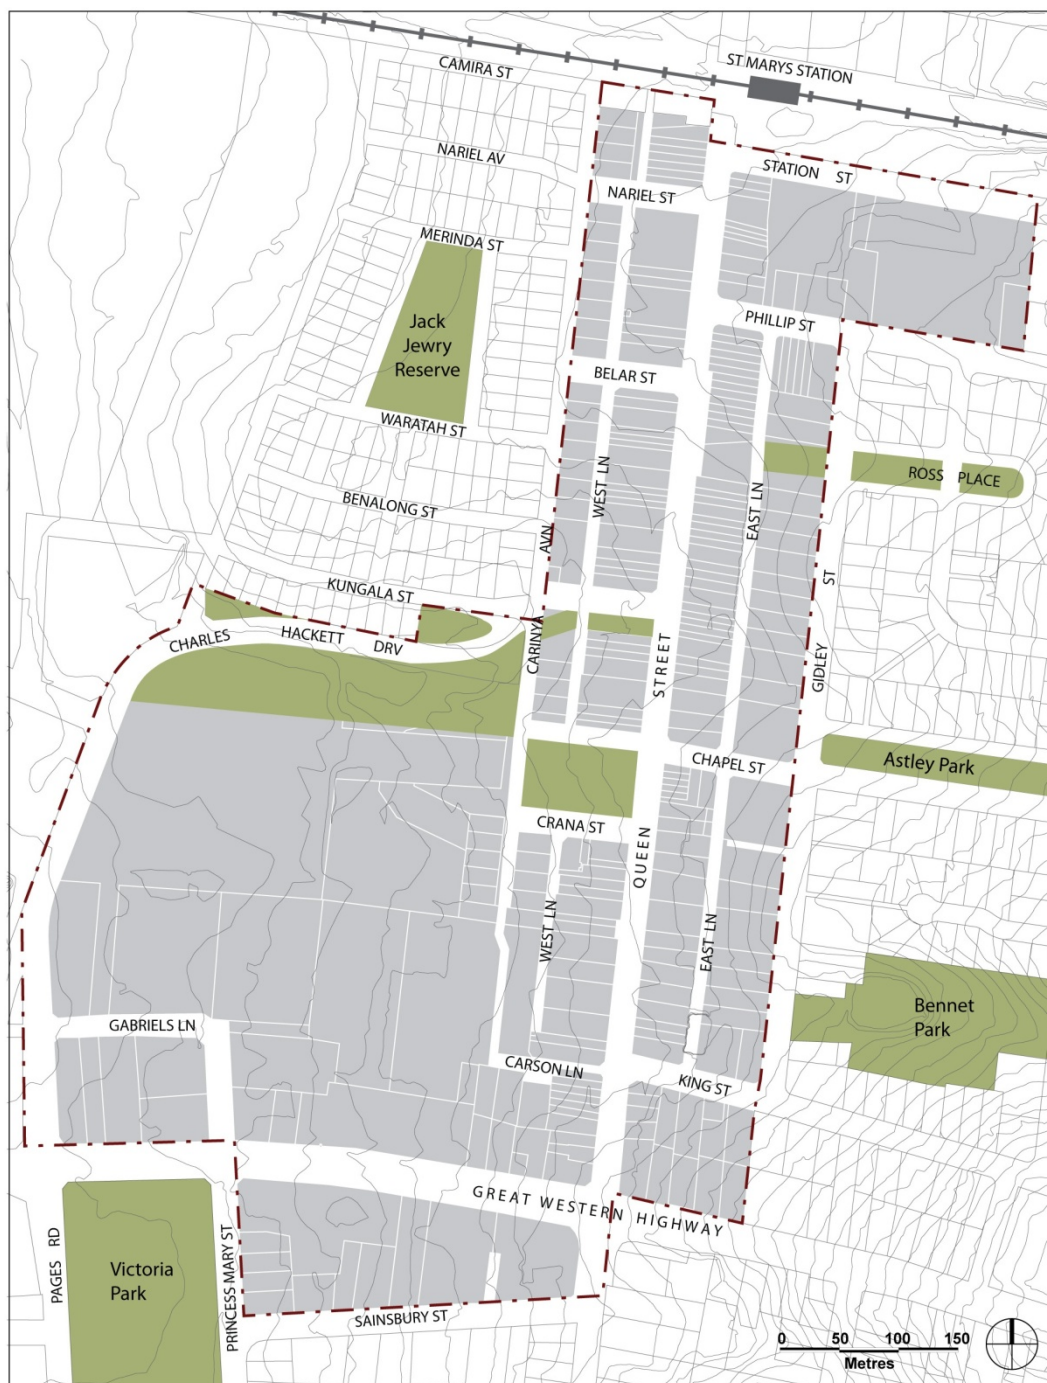 ST MARYS STATION
CAMIRA ST
NARIEL AV
STATION ST
NARIEL ST
MERINDA ST
PHILLIP ST
Jack
Jewry
Reserve
BELAR ST
WARATAH ST
WEST LN
ROSS PLACE
BENALONG ST
EAST LN
AVN
KUNGALA ST
ST
CHARLES HACKETT DRV
CARINYA
STREET
GIDLEY
CHAPEL ST
Astley Park
CRANA ST
QUEEN
WEST LN
EAST LN
Bennet
Park
GABRIELS LN
CARSON LN
KING ST
GREAT WESTERN HIGHWAY
PAGES RD
Victoria
Park
PRINCESS MARY ST
SAINSBURY ST
0 50 100 150
Metres